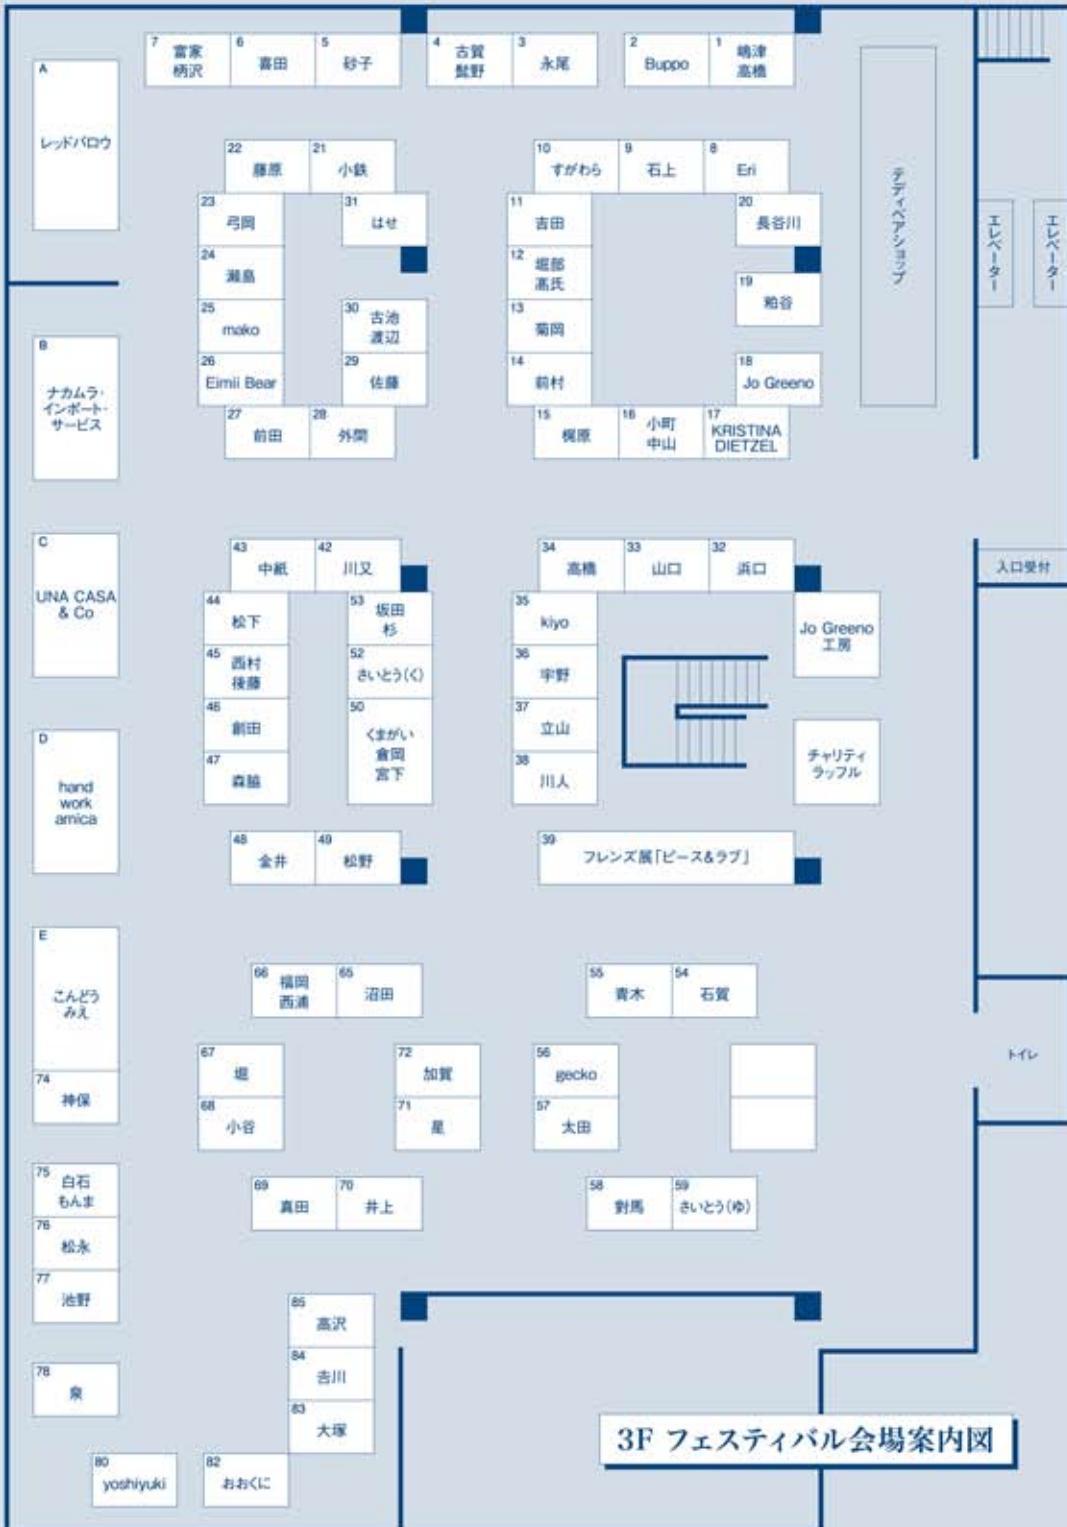 7
富家
柄沢
6
喜田
5
砂子
4
古賀
髭野
3
永尾
2
Buppo
1
嶋津
高橋
A
レッドバロウ
22
藤原
21
小鉄
10
すがわら
9
石上
8
Eri
23
弓岡
31
はせ
11
吉田
20
長谷川
24
瀬島
12
堀部
高氏
19
粕谷
25
mako
30
古池
渡辺
13
菊岡
26
Eimii Bear
29
佐藤
14
前村
18
Jo Greeno
27
前田
28
外間
15
梶原
16
小町
中山
17
KRISTINA
DIETZEL
テディベアショップ
エレベーター
エレベーター
B
ナカムラ・
インポート・
サービス
C
UNA CASA
& Co
43
中紙
42
川又
34
高橋
33
山口
32
浜口
入口受付
44
松下
53
坂田
杉
35
kiyo
Jo Greeno
工房
45
西村
後藤
52
さいとう(く)
36
宇野
46
創田
50
くまがい
倉岡
宮下
37
立山
47
森脇
38
川人
チャリティ
ラッフル
D
hand
work
amica
48
金井
49
松野
39
フレンズ展「ピース&ラブ」
E
こんどう
みえ
66
福岡
西浦
65
沼田
55
青木
54
石賀
67
堀
72
加賀
56
gecko
トイレ
74
神保
68
小谷
71
星
57
太田
75
白石
もんま
69
真田
70
井上
58
對馬
59
さいとう(ゆ)
76
松永
77
池野
85
高沢
78
泉
84
吉川
83
大塚
80
yoshiyuki
82
おおくに
3F フェスティバル会場案内図